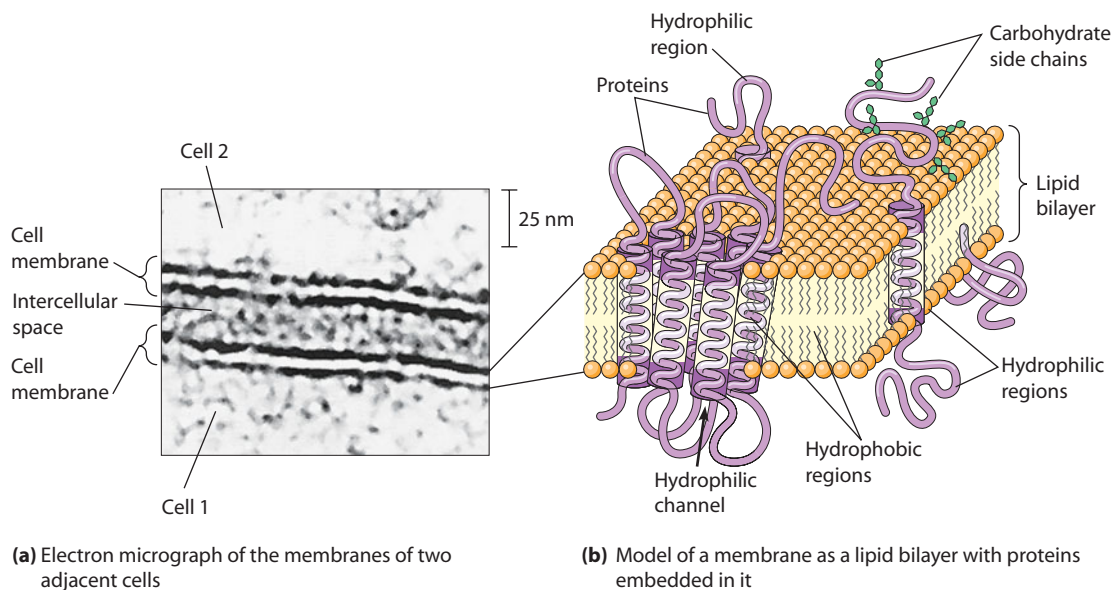 Hydrophilic
region
Carbohydrate
side chains
Proteins
Cell 2
25 nm
Lipid
bilayer
Cell
membrane
Intercellular
space
Cell
membrane
Hydrophilic
regions
Hydrophobic
regions
Hydrophilic
channel
Cell 1
(a) Electron micrograph of the membranes of two
adjacent cells
(b) Model of a membrane as a lipid bilayer with proteins
embedded in it